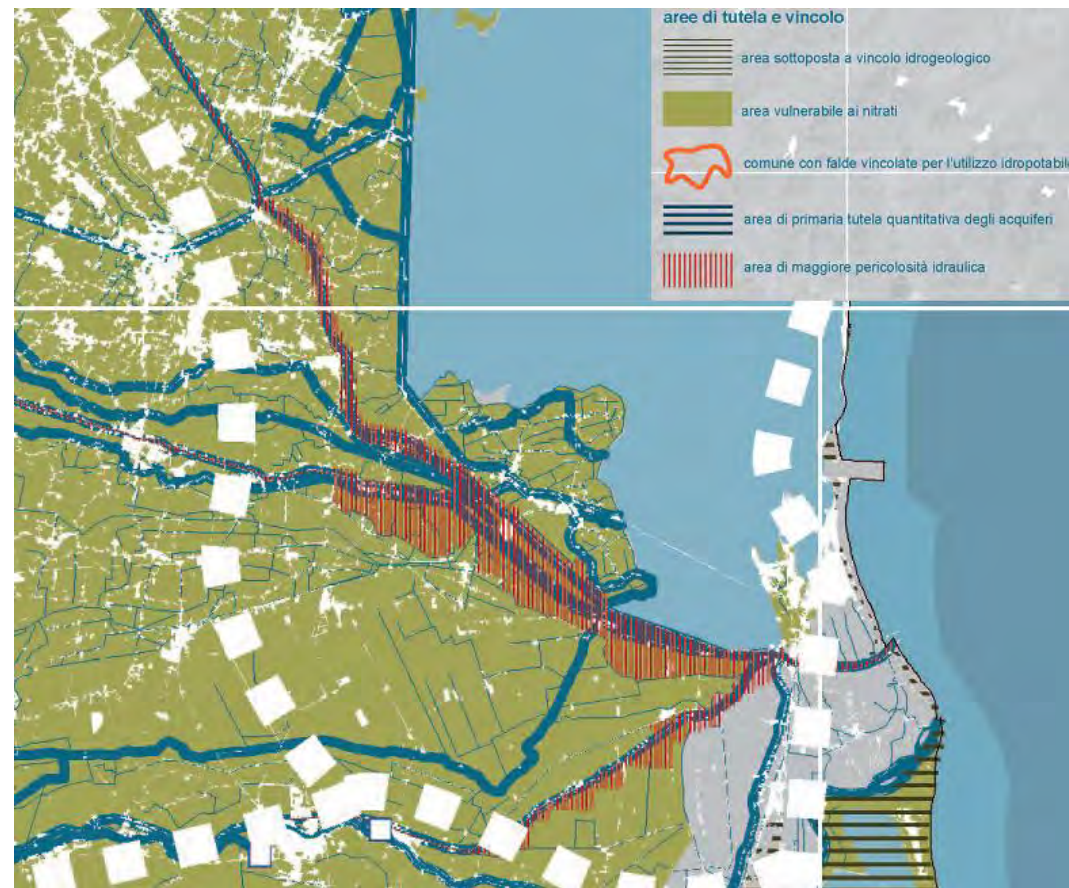 aree di tutela e vincolo
area sottoposta a vincolo idrogeologico
area vulnerabile ai nitrati
comune con falde vincolate per l'utilizzo idropotabile
area di primaria tutela quantitativa degli acquiferi
area di maggiore pericolosità idraulica